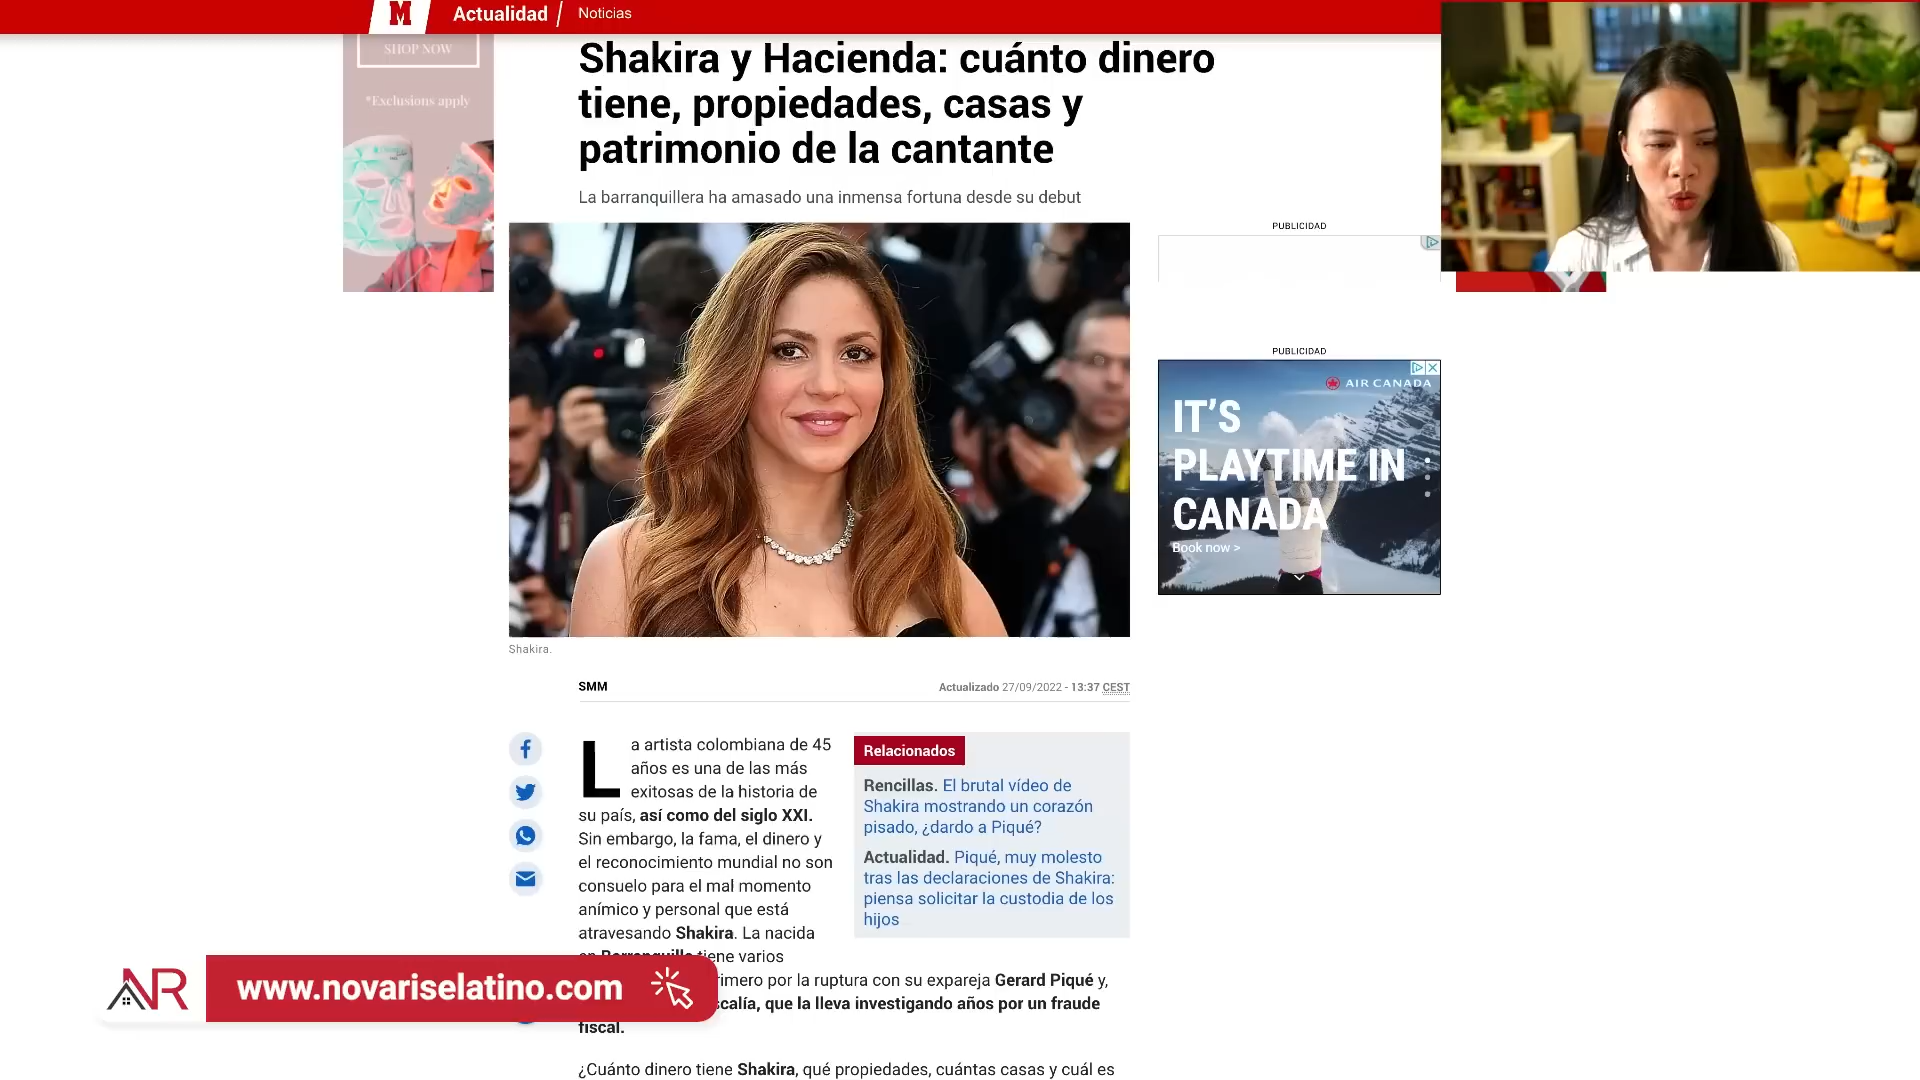 M
Actualidad
Noticias
SHOP NOW
*Exclusions apply
Shakira y Hacienda: cuánto dinero
tiene, propiedades, casas y
patrimonio de la cantante
La barranquillera ha amasado una inmensa fortuna desde su debut
PUBLICIDAD
PUBLICIDAD
AIR CANADA
IT'S
PLAYTIME IN
CANADA
Book now >
Shakira.
SMM
Actualizado 27/09/2022 - 13:37 CEST
La artista colombiana de 45
años es una de las más
exitosas de la historia de
su país, así como del siglo XXI.
Sin embargo, la fama, el dinero y
el reconocimiento mundial no son
consuelo para el mal momento
anímico y personal que está
atravesando Shakira. La nacida
en Barranquilla tiene varios
rimero por la ruptura con su expareja Gerard Piqué y,
scalía, que la lleva investigando años por un fraude
fiscal.
¿Cuánto dinero tiene Shakira, qué propiedades, cuántas casas y cuál es
Relacionados
Rencillas. El brutal vídeo de
Shakira mostrando un corazón
pisado, ¿dardo a Piqué?
Actualidad. Piqué, muy molesto
tras las declaraciones de Shakira:
piensa solicitar la custodia de los
hijos
NR
www.novariselatino.com